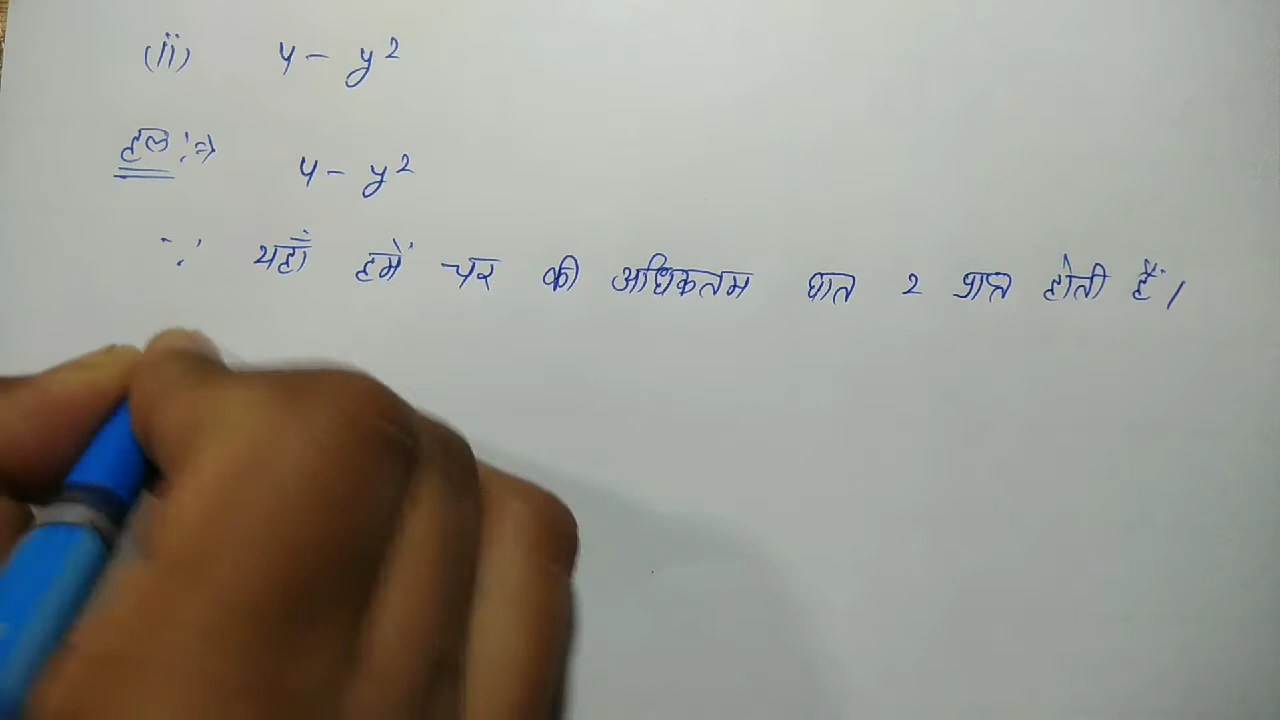 (ii) 4 - y²
हल :⇒ 4 - y²
∵ यहाँ हमें चर की अधिकतम घात 2 प्राप्त होती हैं।